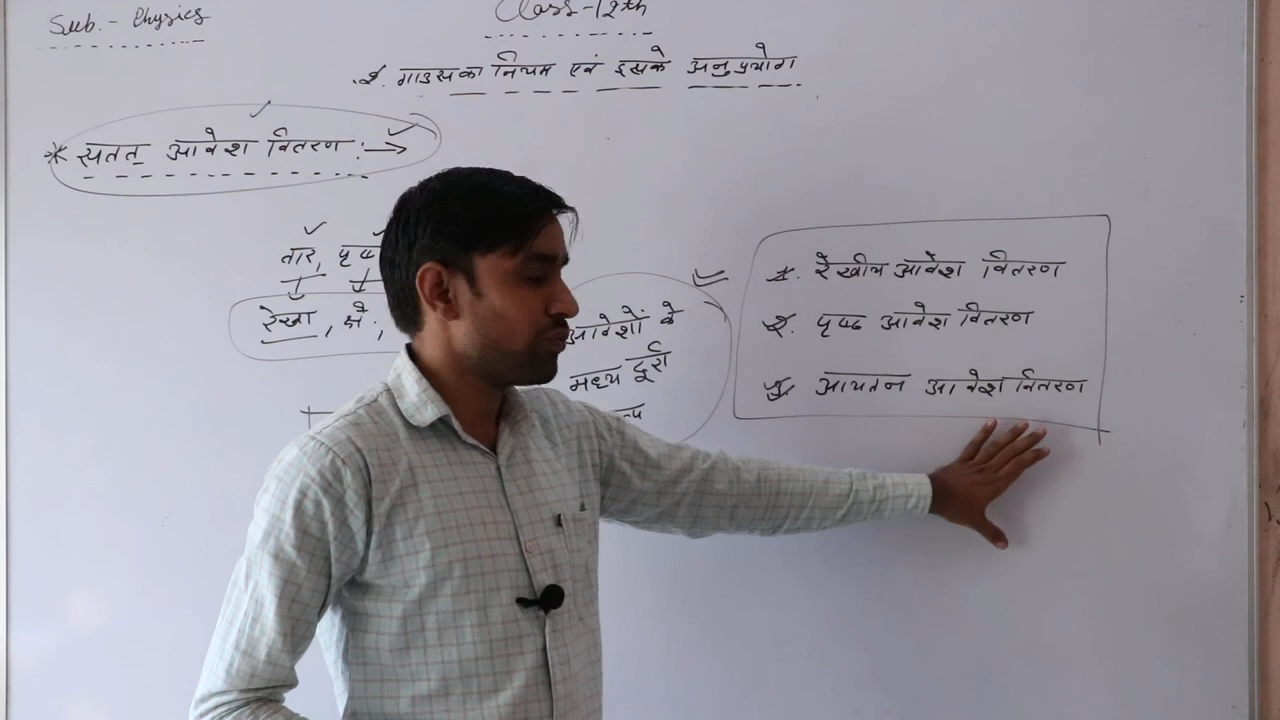 Sub. - Physics
Class-12th
2. गाउस का नियम एवं इसके अनुप्रयोग
* सतत आवेश वितरण :→
तार, पृष्ठ
रेखा, क्षे.,
आवेशों के
मध्य दूरी
1. रेखीय आवेश वितरण
2. पृष्ठ आवेश वितरण
3. आयतन आवेश वितरण